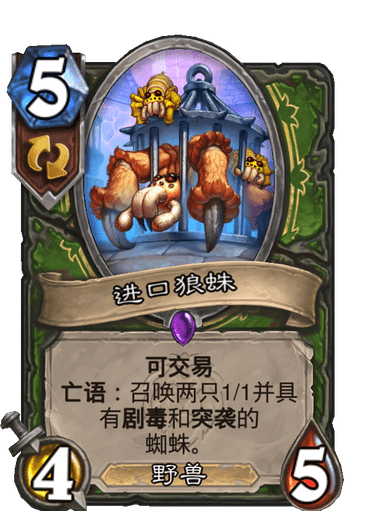 5
进口狼蛛
可交易
亡语：召唤两只1/1并具
有剧毒和突袭的
蜘蛛。
野兽
4
5